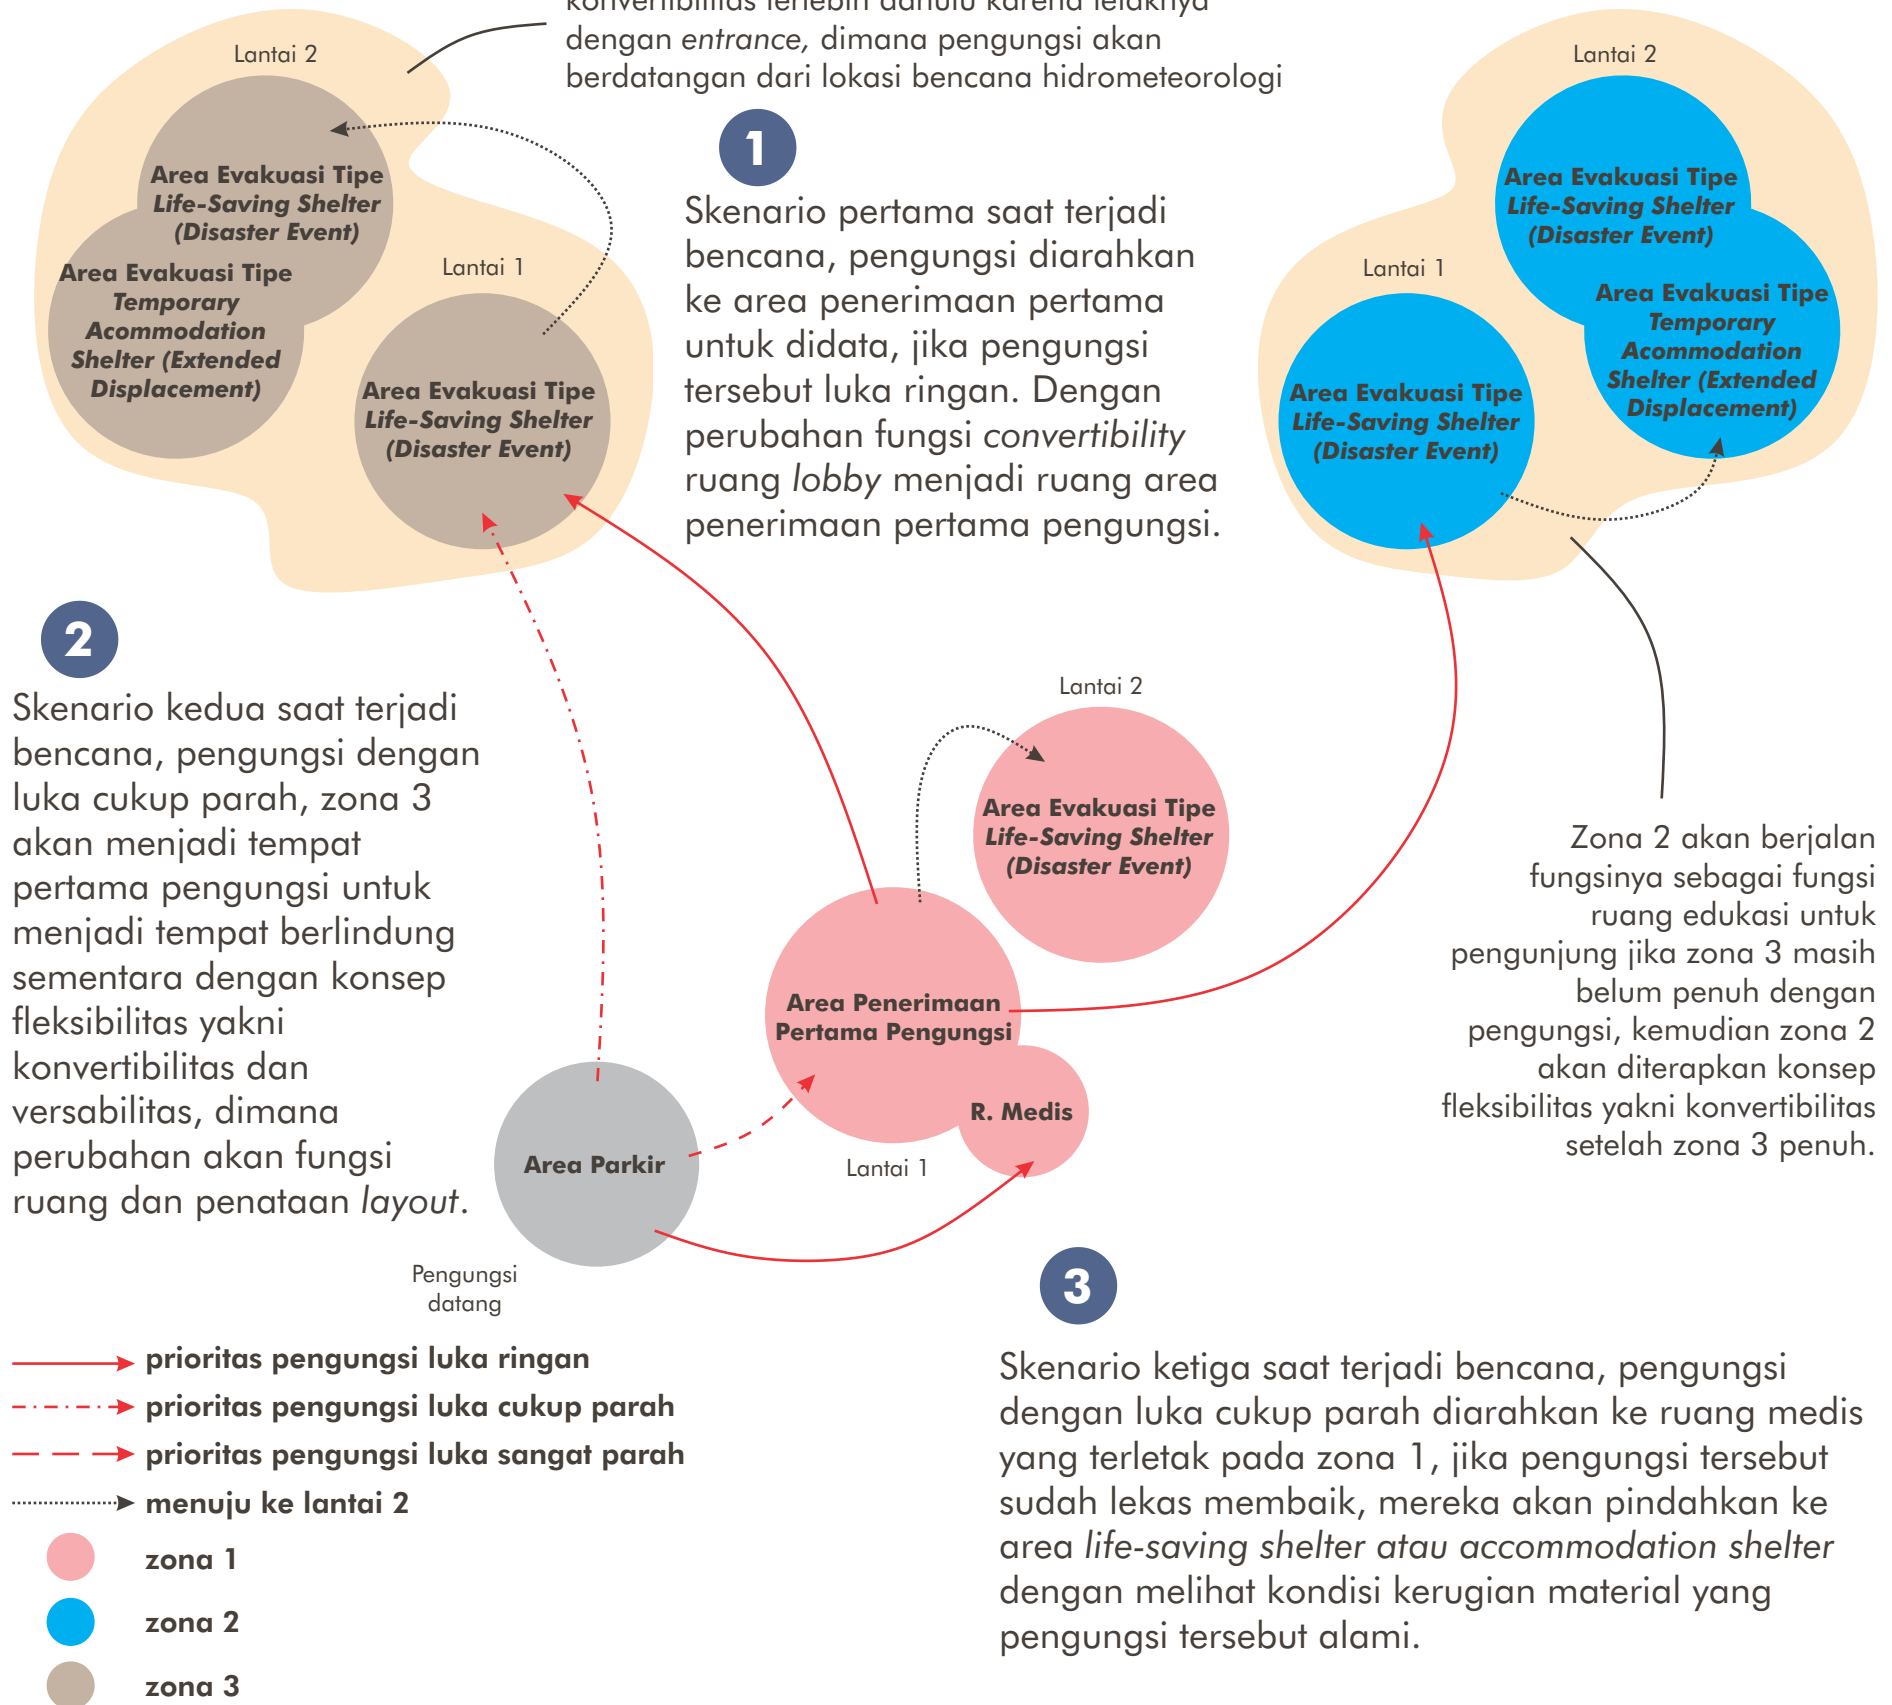 konvertibilitas terlebih dahulu karena letaknya
dengan entrance, dimana pengungsi akan
berdatangan dari lokasi bencana hidrometeorologi
Lantai 2
Area Evakuasi Tipe
Life-Saving Shelter
(Disaster Event)
Area Evakuasi Tipe
Temporary
Acommodation
Shelter (Extended
Displacement)
Lantai 1
Area Evakuasi Tipe
Life-Saving Shelter
(Disaster Event)
1
Skenario pertama saat terjadi
bencana, pengungsi diarahkan
ke area penerimaan pertama
untuk didata, jika pengungsi
tersebut luka ringan. Dengan
perubahan fungsi convertibility
ruang lobby menjadi ruang area
penerimaan pertama pengungsi.
Lantai 2
Area Evakuasi Tipe
Life-Saving Shelter
(Disaster Event)
Area Evakuasi Tipe
Temporary
Acommodation
Shelter (Extended
Displacement)
Lantai 1
Area Evakuasi Tipe
Life-Saving Shelter
(Disaster Event)
2
Skenario kedua saat terjadi
bencana, pengungsi dengan
luka cukup parah, zona 3
akan menjadi tempat
pertama pengungsi untuk
menjadi tempat berlindung
sementara dengan konsep
fleksibilitas yakni
konvertibilitas dan
versabilitas, dimana
perubahan akan fungsi
ruang dan penataan layout.
Lantai 2
Area Evakuasi Tipe
Life-Saving Shelter
(Disaster Event)
Area Penerimaan
Pertama Pengungsi
R. Medis
Lantai 1
Area Parkir
Pengungsi
datang
Zona 2 akan berjalan
fungsinya sebagai fungsi
ruang edukasi untuk
pengunjung jika zona 3 masih
belum penuh dengan
pengungsi, kemudian zona 2
akan diterapkan konsep
fleksibilitas yakni konvertibilitas
setelah zona 3 penuh.
3
Skenario ketiga saat terjadi bencana, pengungsi
dengan luka cukup parah diarahkan ke ruang medis
yang terletak pada zona 1, jika pengungsi tersebut
sudah lekas membaik, mereka akan pindahkan ke
area life-saving shelter atau accommodation shelter
dengan melihat kondisi kerugian material yang
pengungsi tersebut alami.
prioritas pengungsi luka ringan
prioritas pengungsi luka cukup parah
prioritas pengungsi luka sangat parah
menuju ke lantai 2
zona 1
zona 2
zona 3